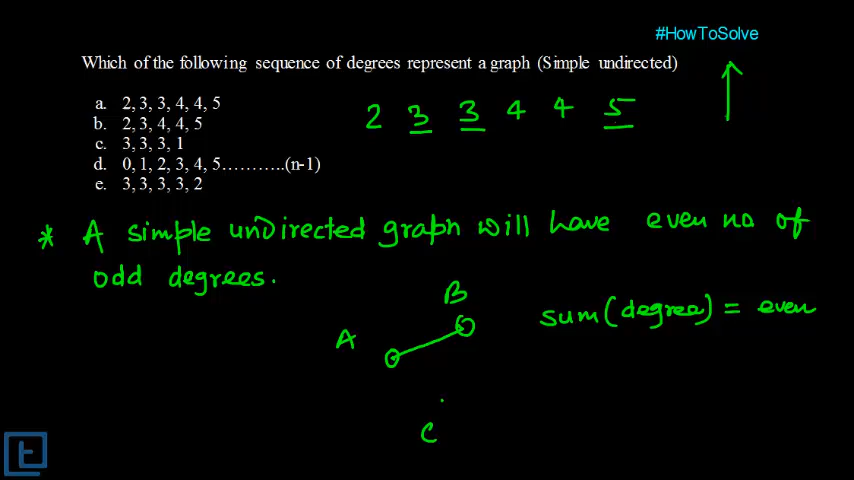 #HowToSolve
Which of the following sequence of degrees represent a graph (Simple undirected)
a. 2, 3, 3, 4, 4, 5
b. 2, 3, 4, 4, 5
c. 3, 3, 3, 1
d. 0, 1, 2, 3, 4, 5………..(n-1)
e. 3, 3, 3, 3, 2
2 3 3 4 4 5
* A simple undirected graph will have even no of
odd degrees.
B
sum(degree) = even
A
C
t